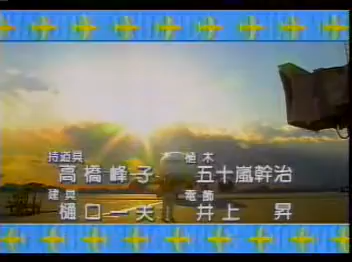 持道具 植木
高橋峰子 五十嵐幹治
建具 電飾
樋口一夫 井上 昇